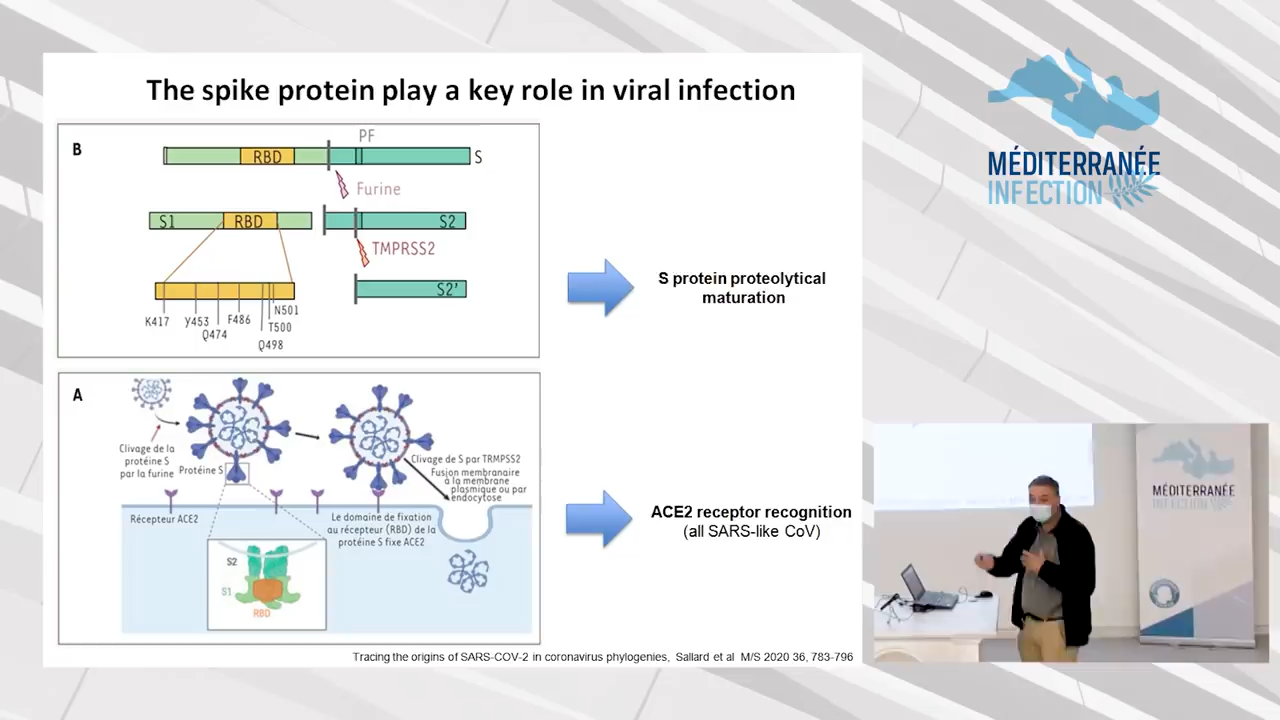 The spike protein play a key role in viral infection
B
PF
RBD
S
Furine
S1
RBD
S2
TMPRSS2
S2'
K417
Y453
Q474
F486
Q498
T500
N501
S protein proteolytical
maturation
A
Clivage de la
protéine S
par la furine
Protéine S
Clivage de S par TRMPSS2
Fusion membranaire
à la membrane
plasmique ou par
endocytose
Récepteur ACE2
Le domaine de fixation
au récepteur (RBD) de la
protéine S fixe ACE2
S2
S1
RBD
ACE2 receptor recognition
(all SARS-like CoV)
Tracing the origins of SARS-COV-2 in coronavirus phylogenies, Sallard et al M/S 2020 36, 783-796
MÉDITERRANÉE
INFECTION
MÉDITERRANÉE
INFECTION